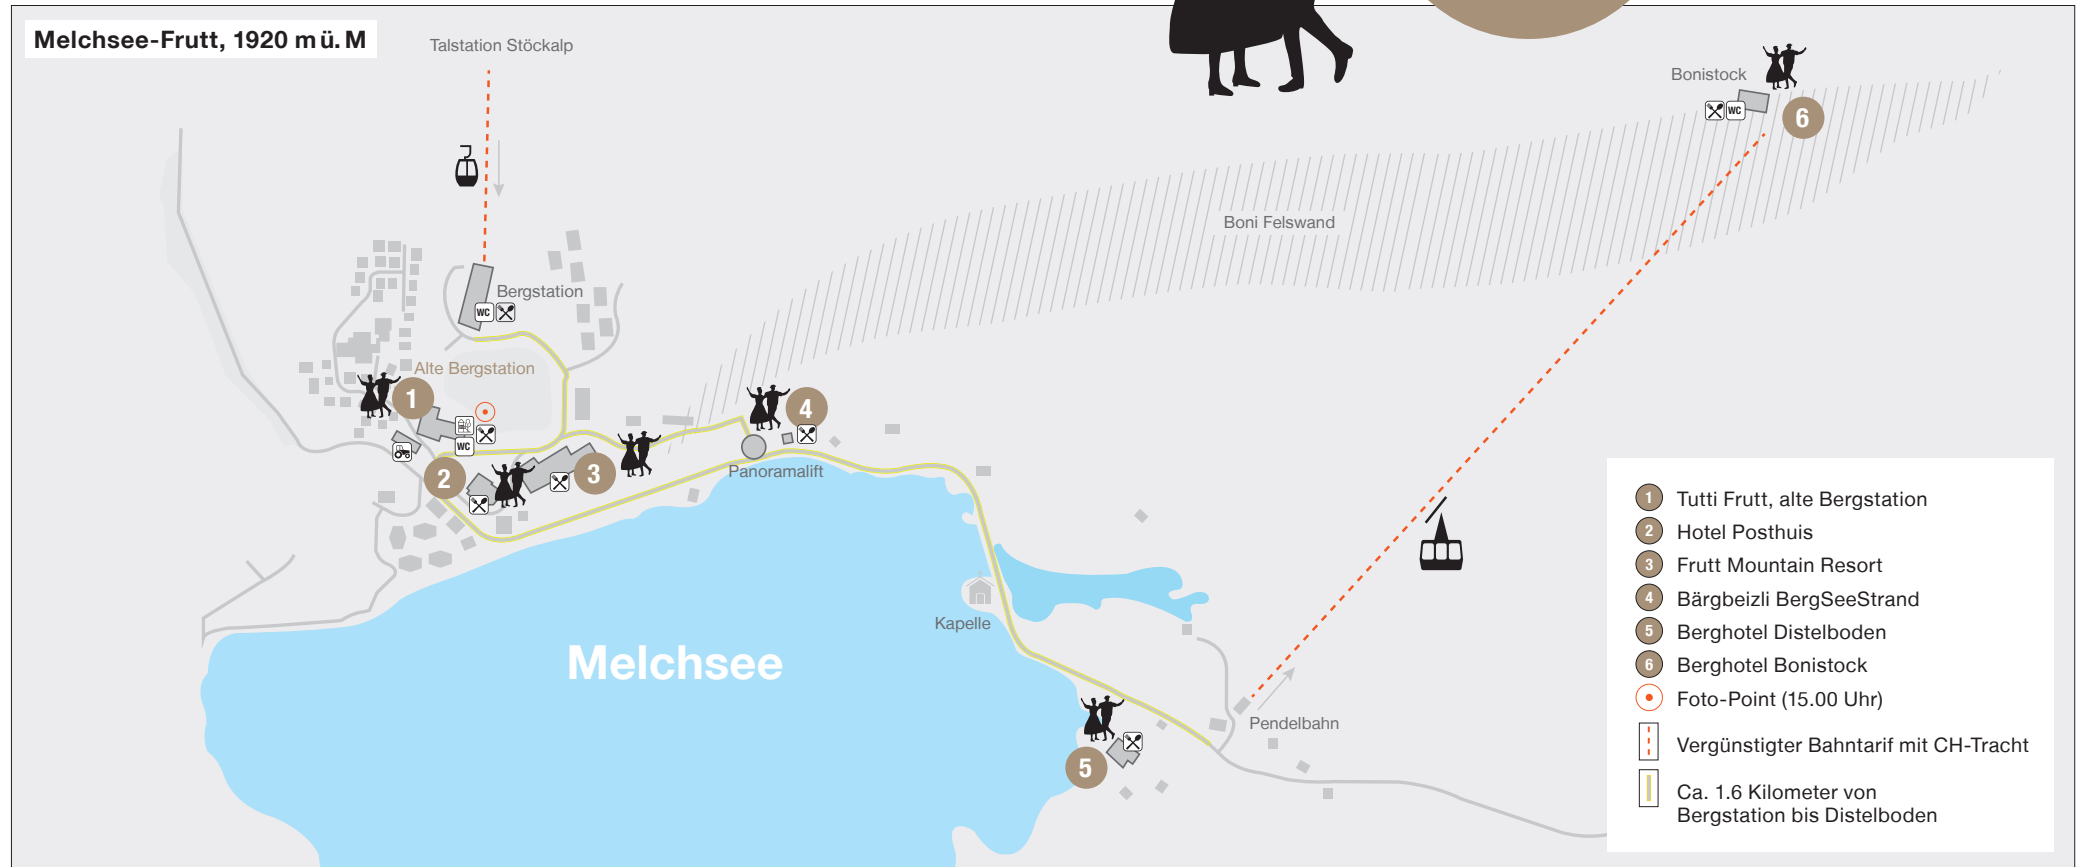 Melchsee-Frutt, 1920 m ü. M
Talstation Stöckalp
Bonistock
WC
6
Boni Felswand
Bergstation
WC
Alte Bergstation
1
4
WC
2
3
Panoramalift
Kapelle
Melchsee
Pendelbahn
5
1 Tutti Frutt, alte Bergstation
2 Hotel Posthuis
3 Frutt Mountain Resort
4 Bärgbeizli BergSeeStrand
5 Berghotel Distelboden
6 Berghotel Bonistock
Foto-Point (15.00 Uhr)
Vergünstigter Bahntarif mit CH-Tracht
Ca. 1.6 Kilometer von
Bergstation bis Distelboden